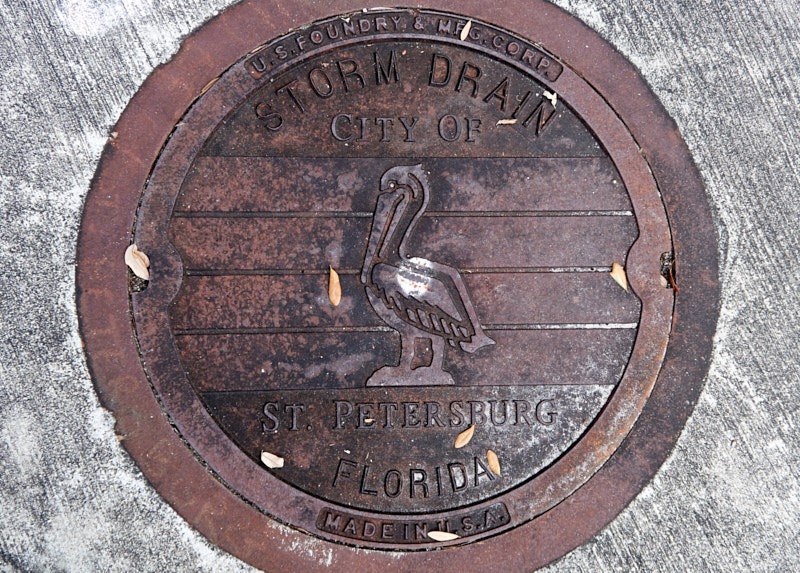 U.S. FOUNDRY & MFG. CORP.
STORM DRAIN
CITY OF
ST. PETERSBURG
FLORIDA
MADE IN U.S.A.